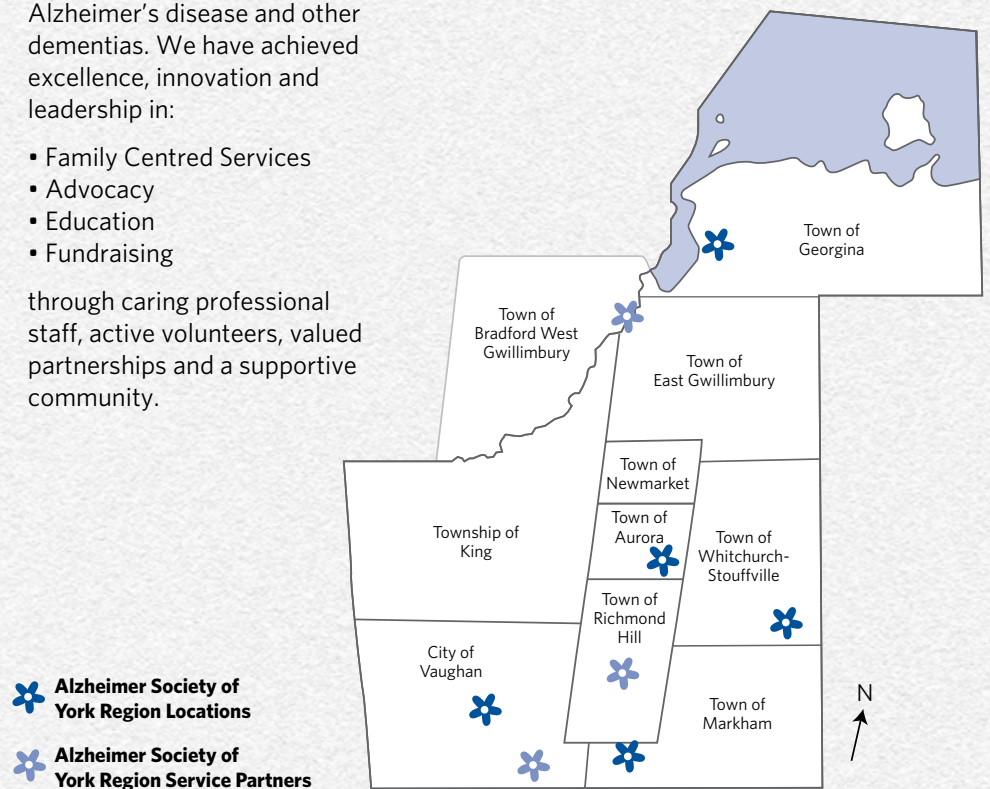 Alzheimer’s disease and other
dementias. We have achieved
excellence, innovation and
leadership in:
• Family Centred Services
• Advocacy
• Education
• Fundraising
through caring professional
staff, active volunteers, valued
partnerships and a supportive
community.
Town of
Georgina
Town of
Bradford West
Gwillimbury
Town of
East Gwillimbury
Town of
Newmarket
Township of
King
Town of
Aurora
Town of
Whitchurch-
Stouffville
Town of
Richmond
Hill
City of
Vaughan
Town of
Markham
N
Alzheimer Society of
York Region Locations
Alzheimer Society of
York Region Service Partners